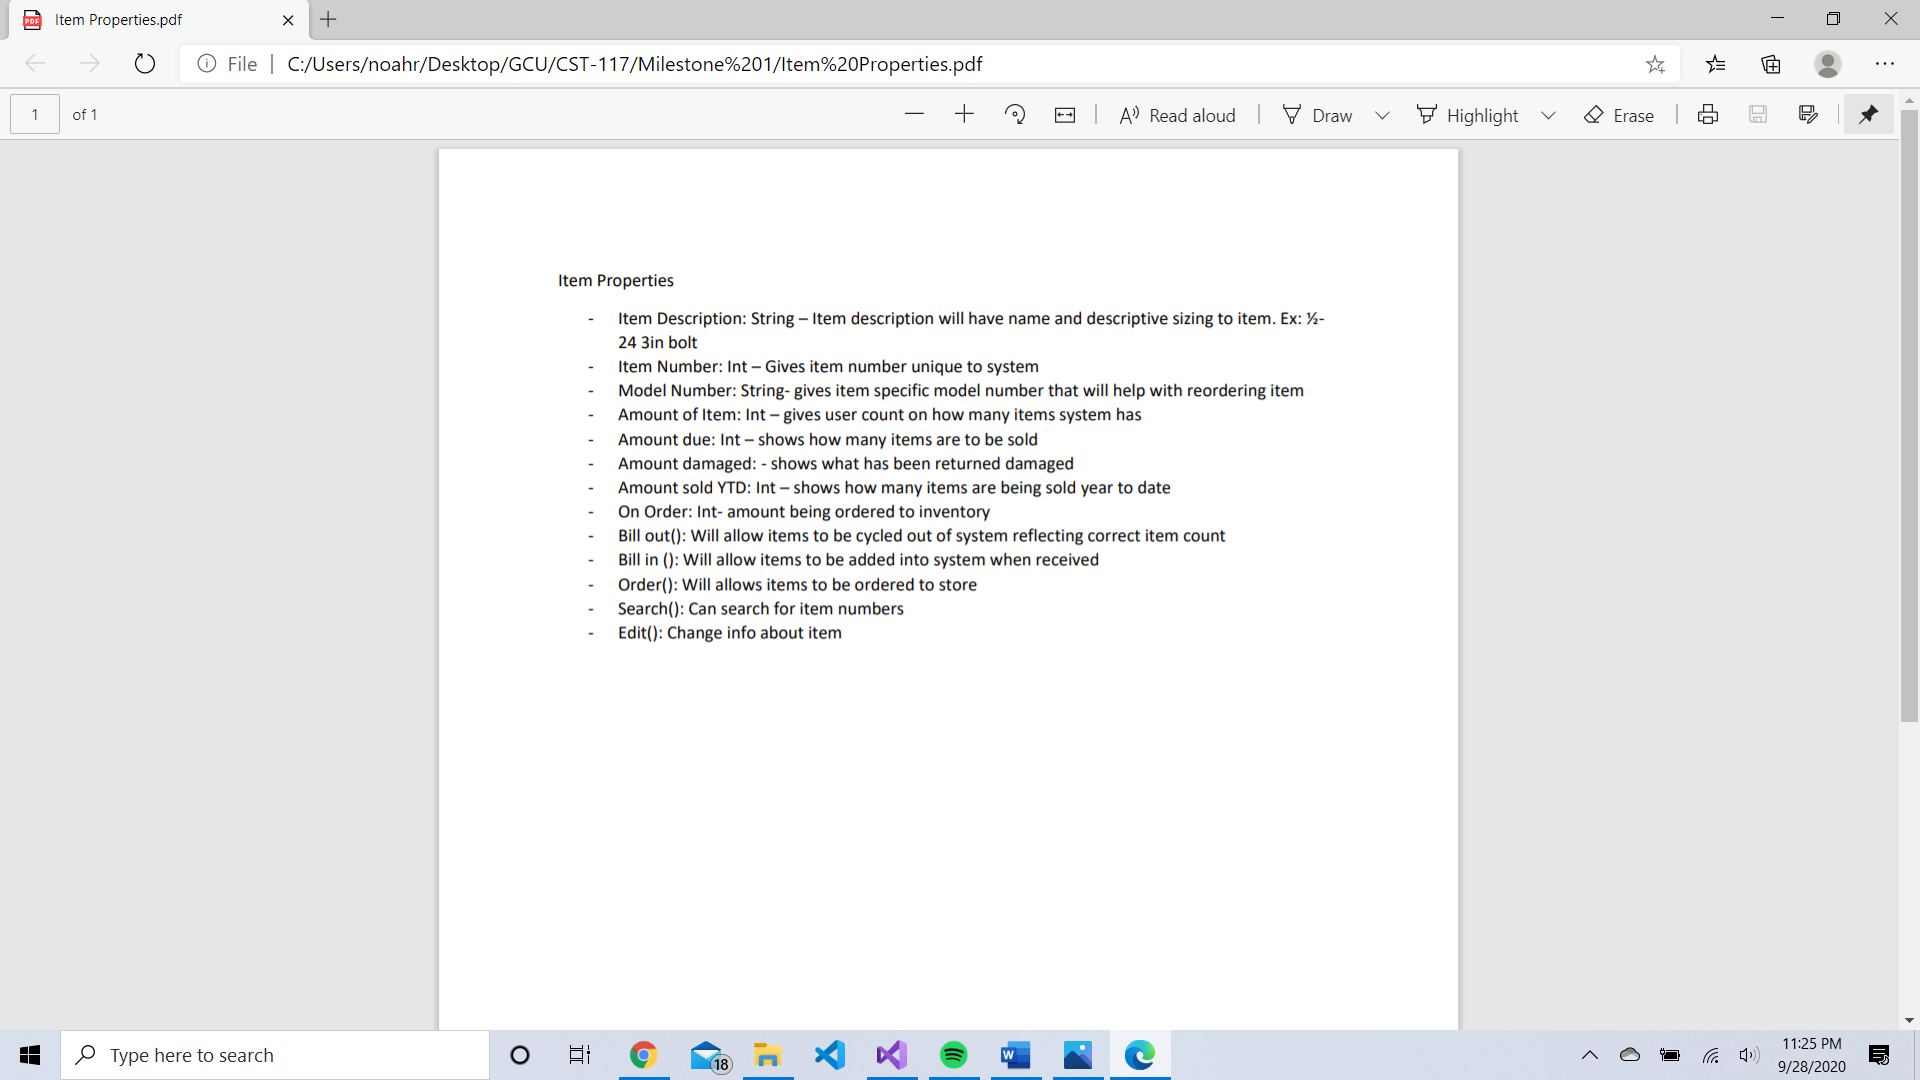 Item Properties.pdf
File | C:/Users/noahr/Desktop/GCU/CST-117/Milestone%201/Item%20Properties.pdf
1 of 1 Read aloud Draw Highlight Erase
Item Properties
- Item Description: String – Item description will have name and descriptive sizing to item. Ex: ½-
24 3in bolt
- Item Number: Int – Gives item number unique to system
- Model Number: String- gives item specific model number that will help with reordering item
- Amount of Item: Int – gives user count on how many items system has
- Amount due: Int – shows how many items are to be sold
- Amount damaged: - shows what has been returned damaged
- Amount sold YTD: Int – shows how many items are being sold year to date
- On Order: Int- amount being ordered to inventory
- Bill out(): Will allow items to be cycled out of system reflecting correct item count
- Bill in (): Will allow items to be added into system when received
- Order(): Will allows items to be ordered to store
- Search(): Can search for item numbers
- Edit(): Change info about item
Type here to search
18
11:25 PM
9/28/2020